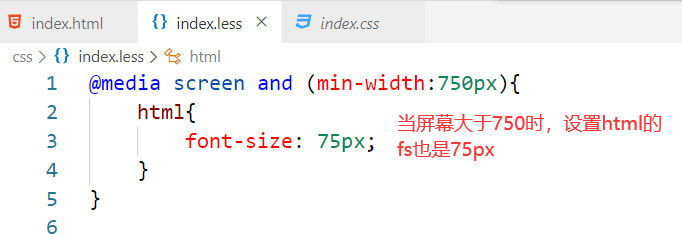 index.html
index.less
index.css
css > index.less > html
1 @media screen and (min-width:750px){
2 html{
3 font-size: 75px;
4 }
5 }
6
当屏幕大于750时，设置html的
fs也是75px